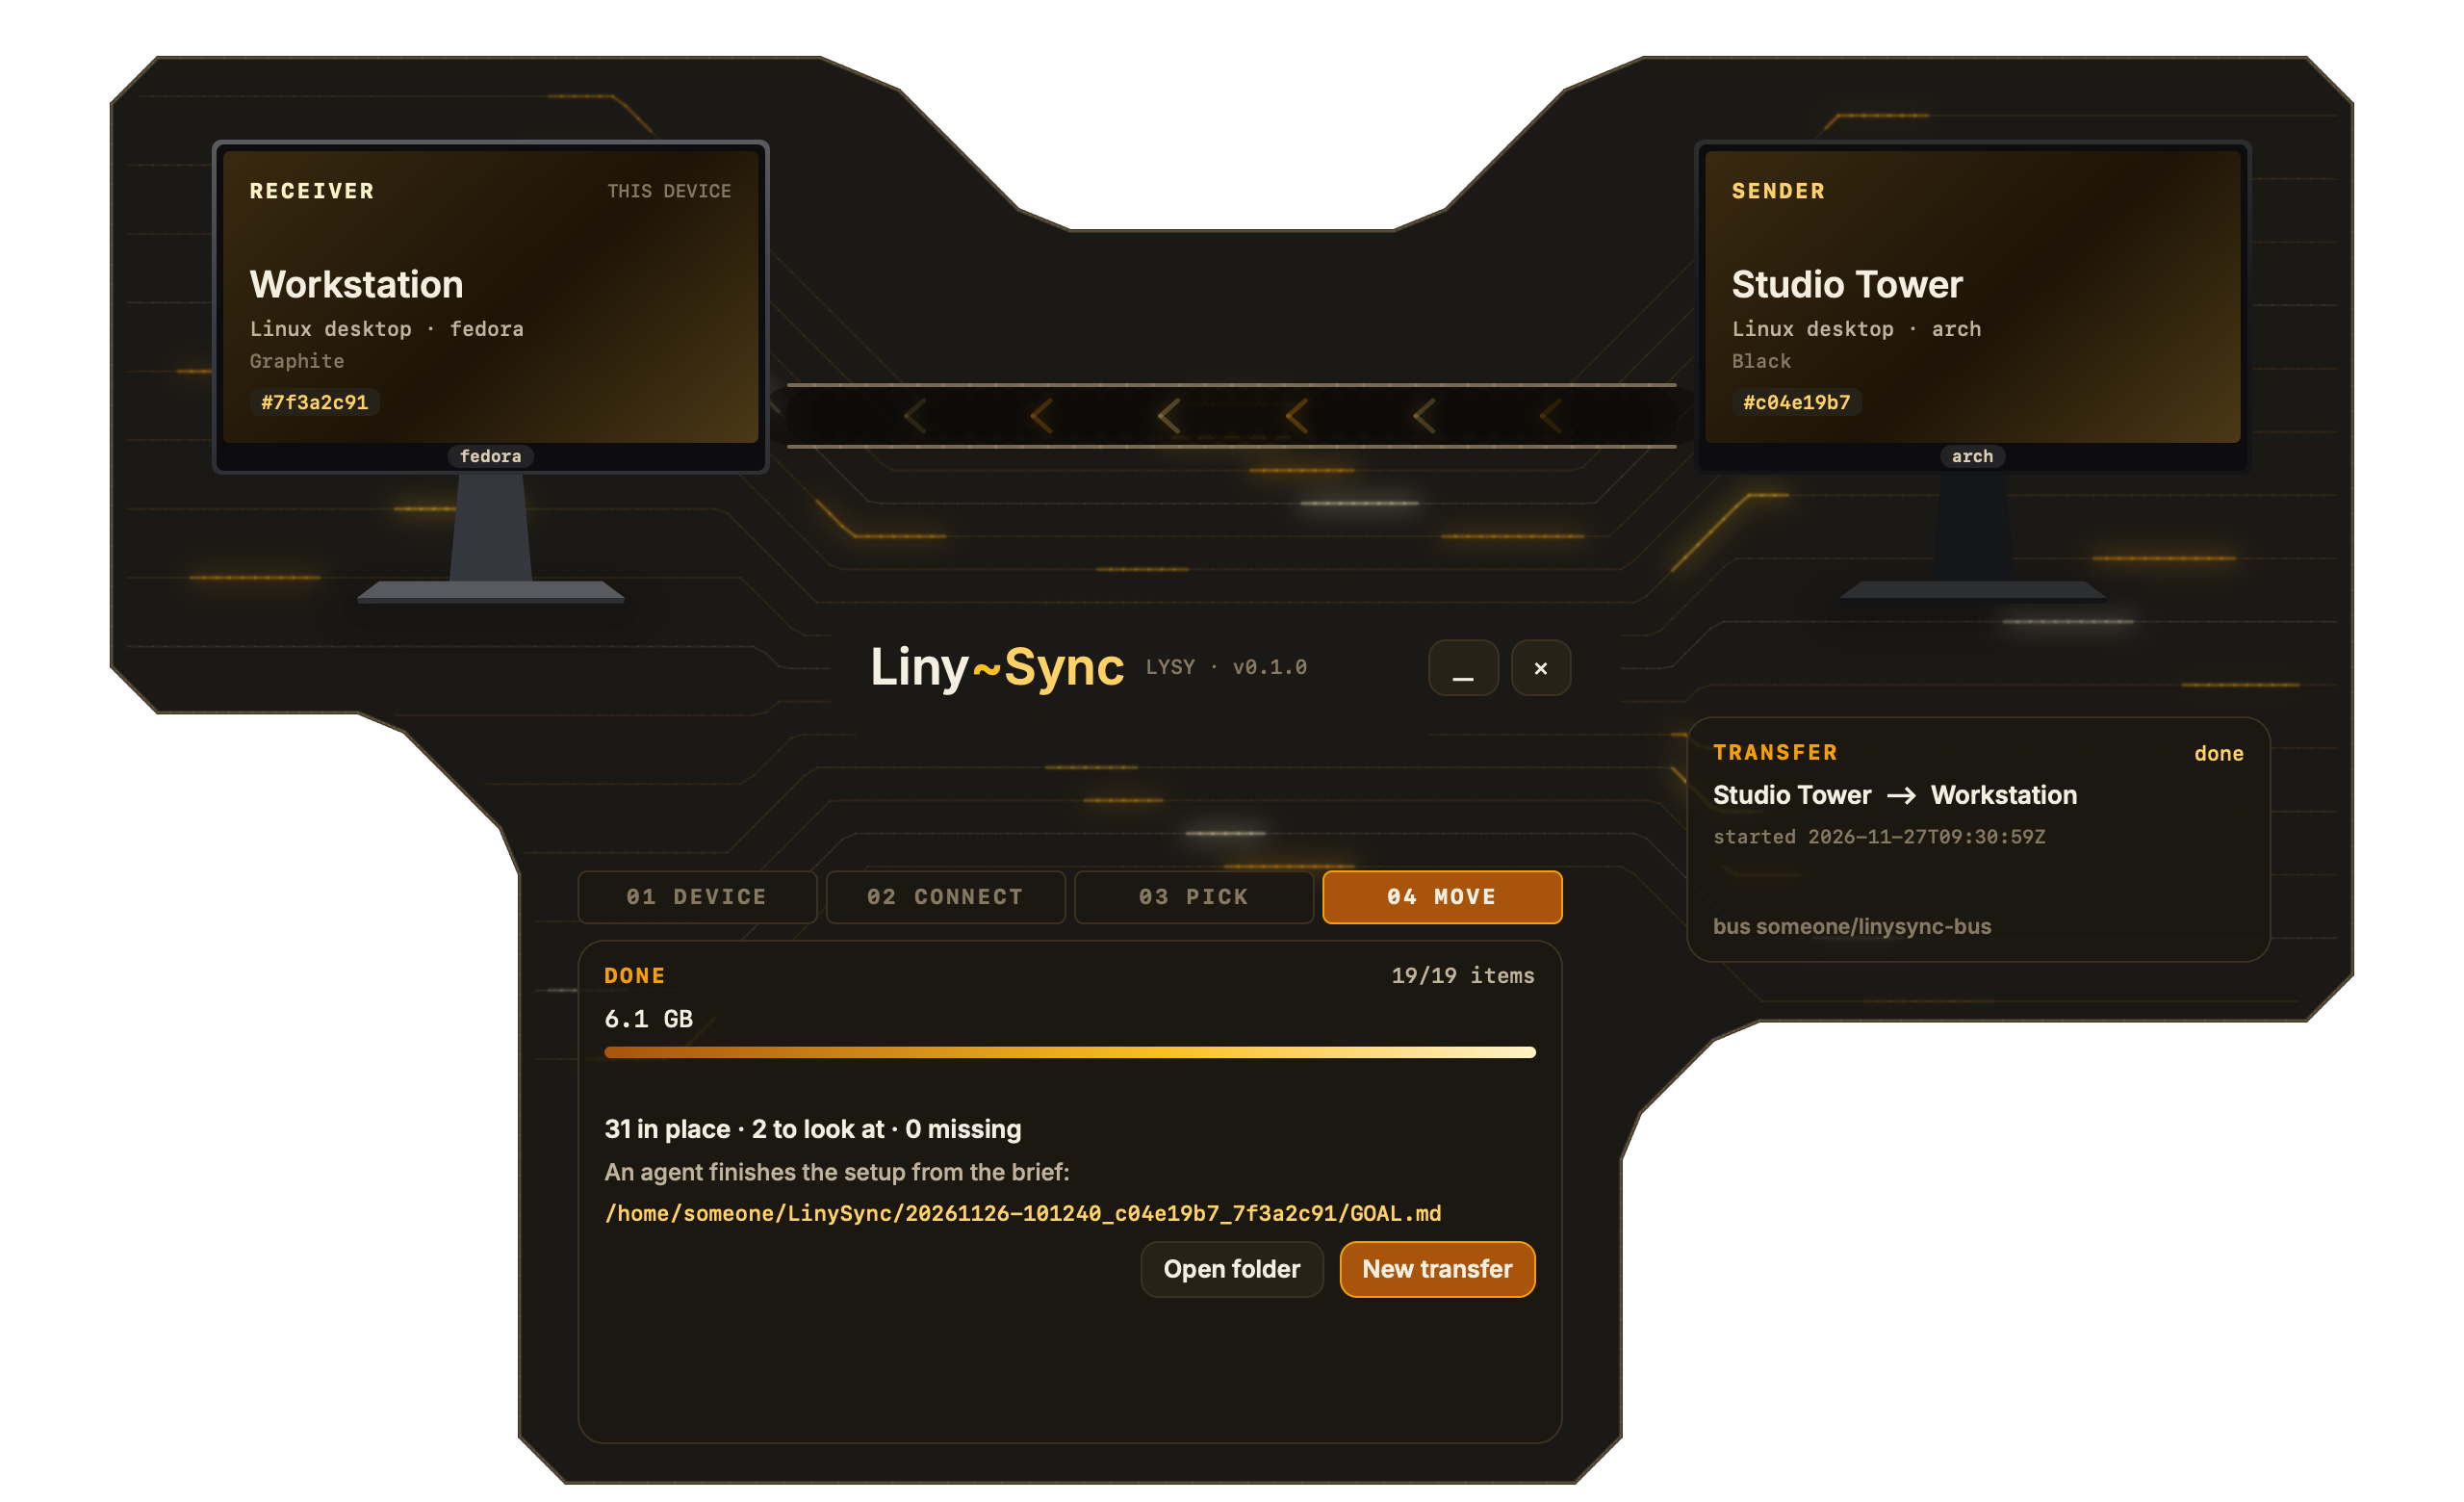 RECEIVER THIS DEVICE
Workstation
Linux desktop · fedora
Graphite
#7f3a2c91
fedora
SENDER
Studio Tower
Linux desktop · arch
Black
#c04e19b7
arch
Liny~Sync LYSY · v0.1.0 _ ×
TRANSFER done
Studio Tower → Workstation
started 2026-11-27T09:30:59Z
bus someone/linysync-bus
01 DEVICE 02 CONNECT 03 PICK 04 MOVE
DONE 19/19 items
6.1 GB
31 in place · 2 to look at · 0 missing
An agent finishes the setup from the brief:
/home/someone/LinySync/20261126-101240_c04e19b7_7f3a2c91/GOAL.md
Open folder New transfer